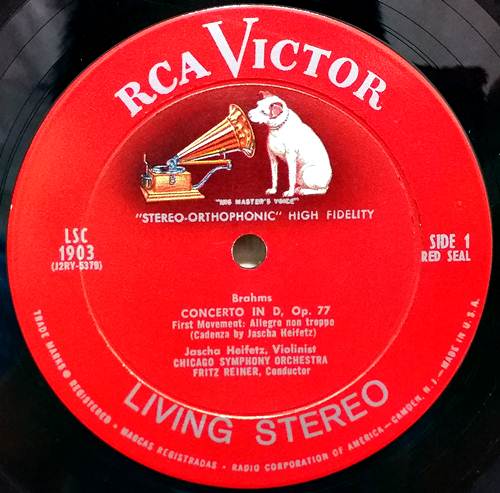 RCA VICTOR
"HIS MASTER'S VOICE"
"STEREO-ORTHOPHONIC" HIGH FIDELITY
LSC
1903
(J2RY-5379)
SIDE 1
RED SEAL
Brahms
CONCERTO IN D, Op. 77
First Movement: Allegro non troppo
(Cadenza by Jascha Heifetz)
Jascha Heifetz, Violinist
CHICAGO SYMPHONY ORCHESTRA
FRITZ REINER, Conductor
LIVING STEREO
TRADE MARKS ® REGISTERED • MARCAS REGISTRADAS • RADIO CORPORATION OF AMERICA—CAMDEN, N. J.—MADE IN U.S.A.